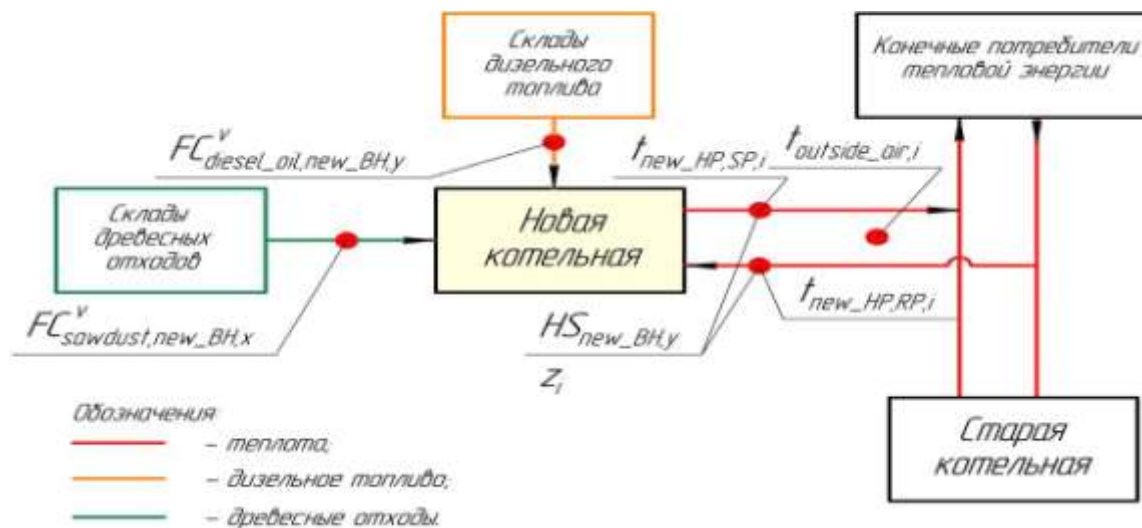 Склады
дизельного
топлива
Конечные потребители
тепловой энергии
FC^v_diesel_oil,new_BH,y
t_new_HP,SP,i
t_outside_air,i
Склады
древесных
отходов
Новая
котельная
FC^v_sawdust,new_BH,x
HS_new_BH,y
t_new_HP,RP,i
z_i
Обозначения:
– теплота;
– дизельное топливо;
– древесные отходы.
Старая
котельная